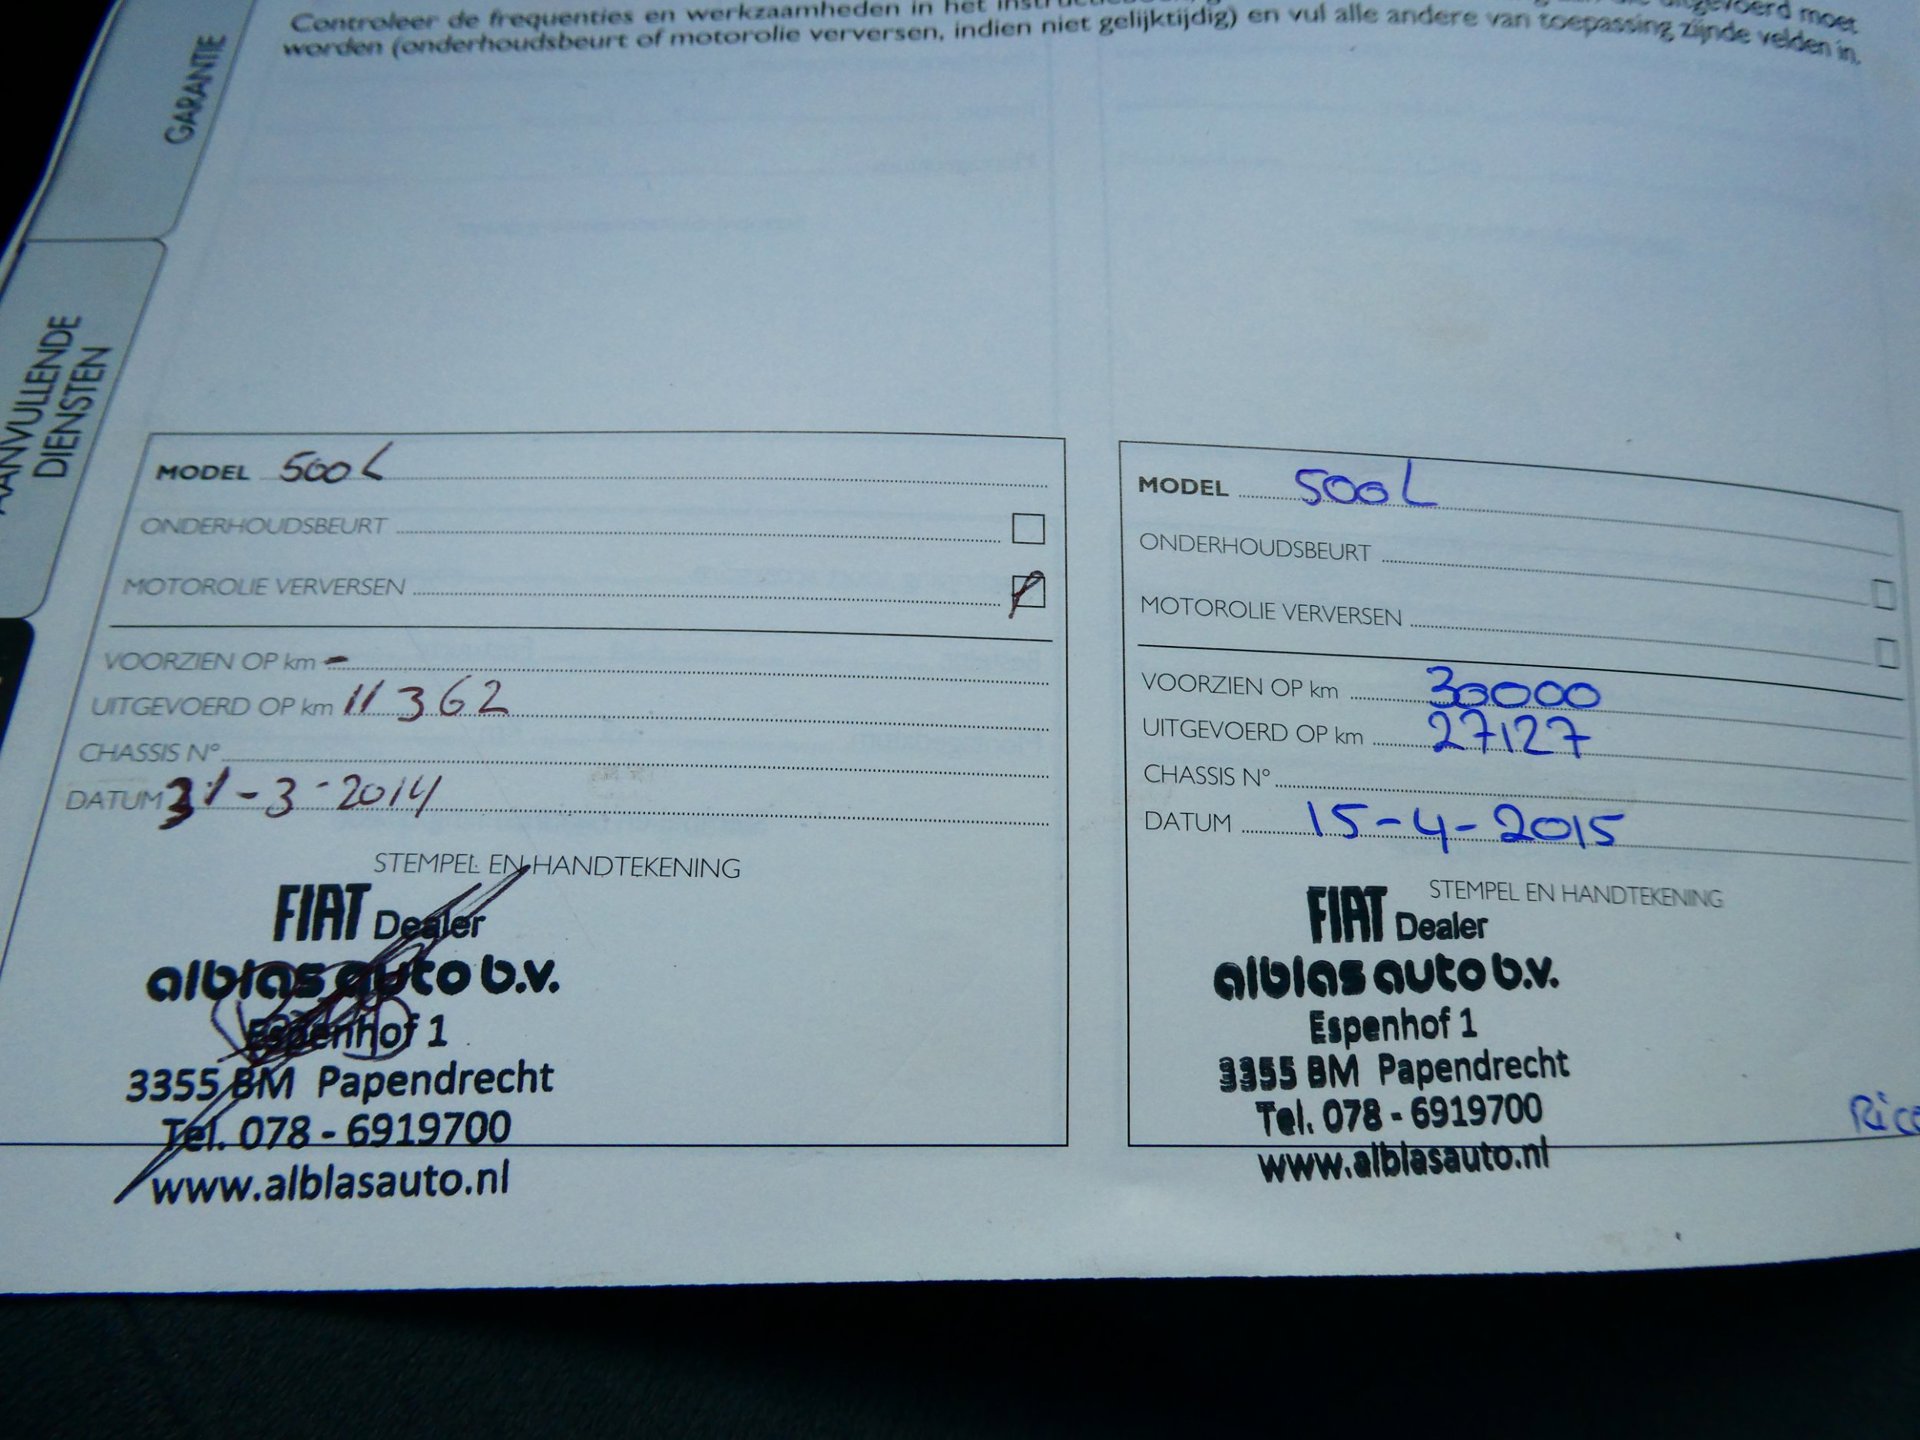 Controleer de frequenties en werkzaamheden in het uitgevoerd moet
worden (onderhoudsbeurt of motorolie verversen, indien niet gelijktijdig) en vul alle andere van toepassing zijnde velden in.
GARANTIE
AANVULLENDE
DIENSTEN
MODEL 500L
ONDERHOUDSBEURT
MOTOROLIE VERVERSEN
VOORZIEN OP km -
UITGEVOERD OP km 11362
CHASSIS N°
DATUM 31-3-2014
STEMPEL EN HANDTEKENING
FIAT Dealer
alblas auto b.v.
Espenhof 1
3355 BM Papendrecht
Tel. 078 - 6919700
www.alblasauto.nl
MODEL 500L
ONDERHOUDSBEURT
MOTOROLIE VERVERSEN
VOORZIEN OP km 30000
UITGEVOERD OP km 27127
CHASSIS N°
DATUM 15-4-2015
STEMPEL EN HANDTEKENING
FIAT Dealer
alblas auto b.v.
Espenhof 1
3355 BM Papendrecht
Tel. 078 - 6919700
www.alblasauto.nl